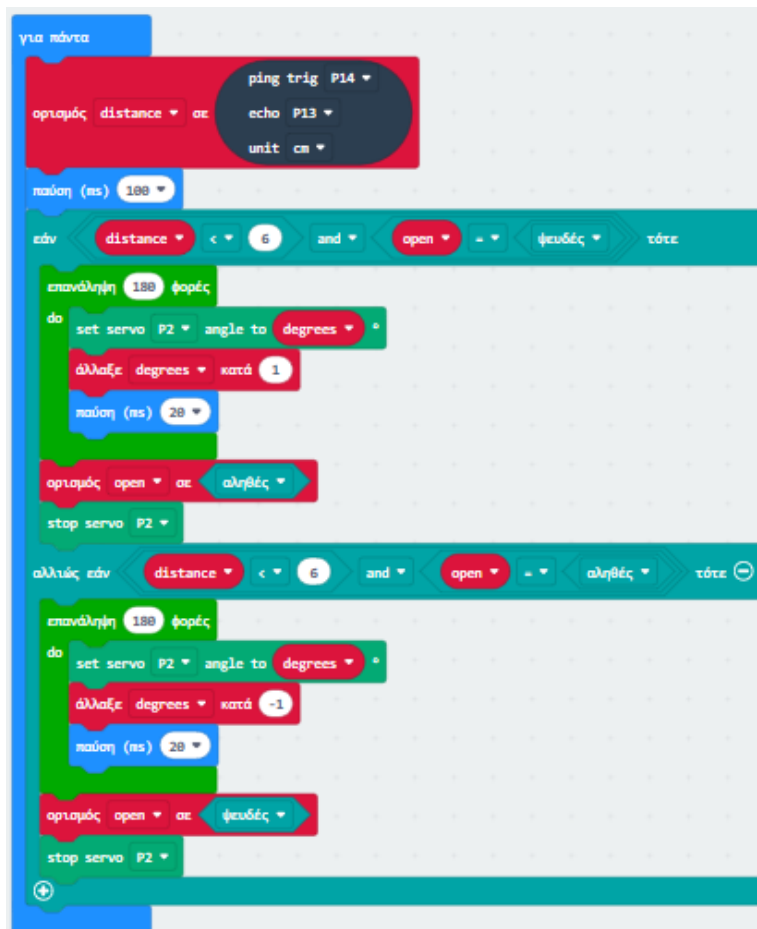 για πάντα
ping trig P14
ορισμός distance σε echo P13
unit cm
παύση (ms) 100
εάν distance < 6 and open = ψευδές τότε
επανάληψη 180 φορές
do
set servo P2 angle to degrees °
άλλαξε degrees κατά 1
παύση (ms) 20
ορισμός open σε αληθές
stop servo P2
αλλιώς εάν distance < 6 and open = αληθές τότε
επανάληψη 180 φορές
do
set servo P2 angle to degrees °
άλλαξε degrees κατά -1
παύση (ms) 20
ορισμός open σε ψευδές
stop servo P2